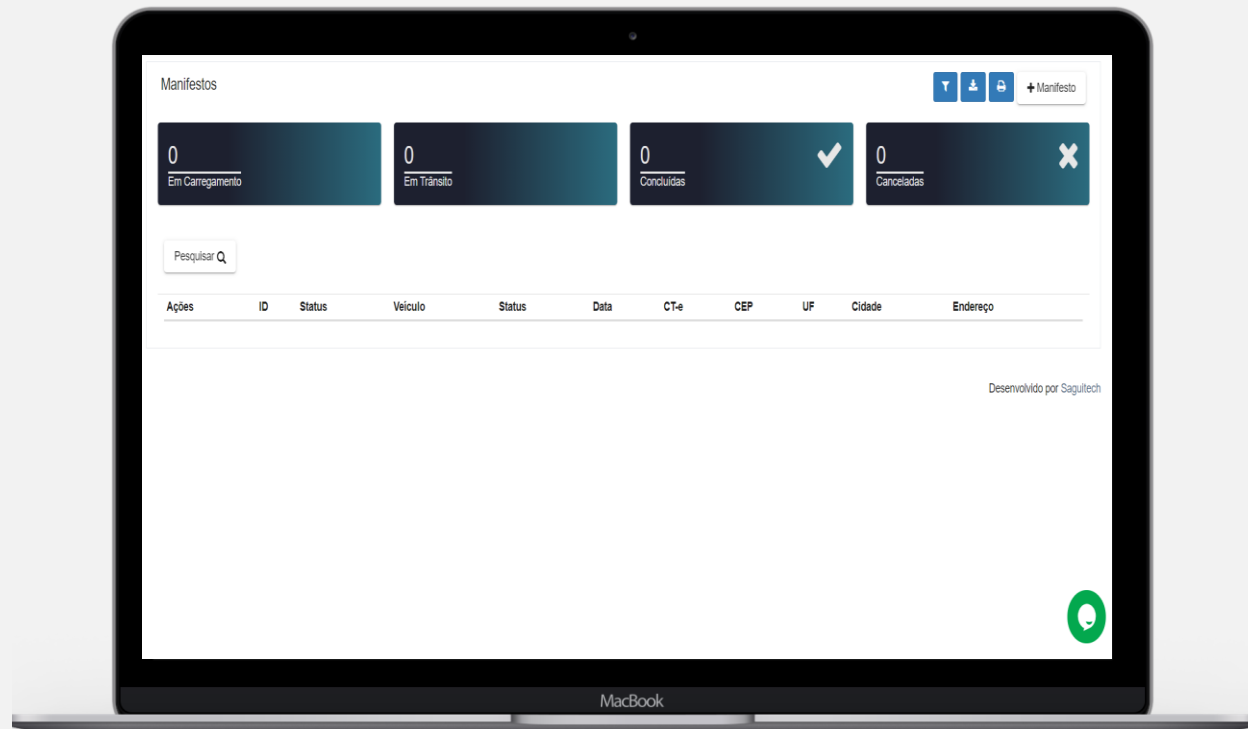 Manifestos
+ Manifesto
0
Em Carregamento
0
Em Trânsito
0
Concluídas
0
Canceladas
Pesquisar
Ações ID Status Veículo Status Data CT-e CEP UF Cidade Endereço
Desenvolvido por Saguitech
MacBook